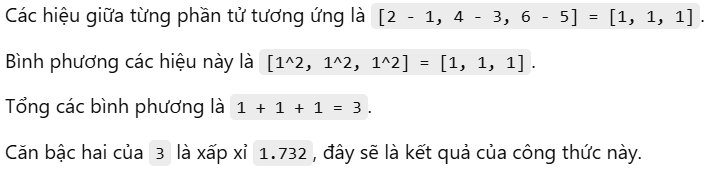 Các hiệu giữa từng phần tử tương ứng là [2 - 1, 4 - 3, 6 - 5] = [1, 1, 1].
Bình phương các hiệu này là [1^2, 1^2, 1^2] = [1, 1, 1].
Tổng các bình phương là 1 + 1 + 1 = 3.
Căn bậc hai của 3 là xấp xỉ 1.732, đây sẽ là kết quả của công thức này.